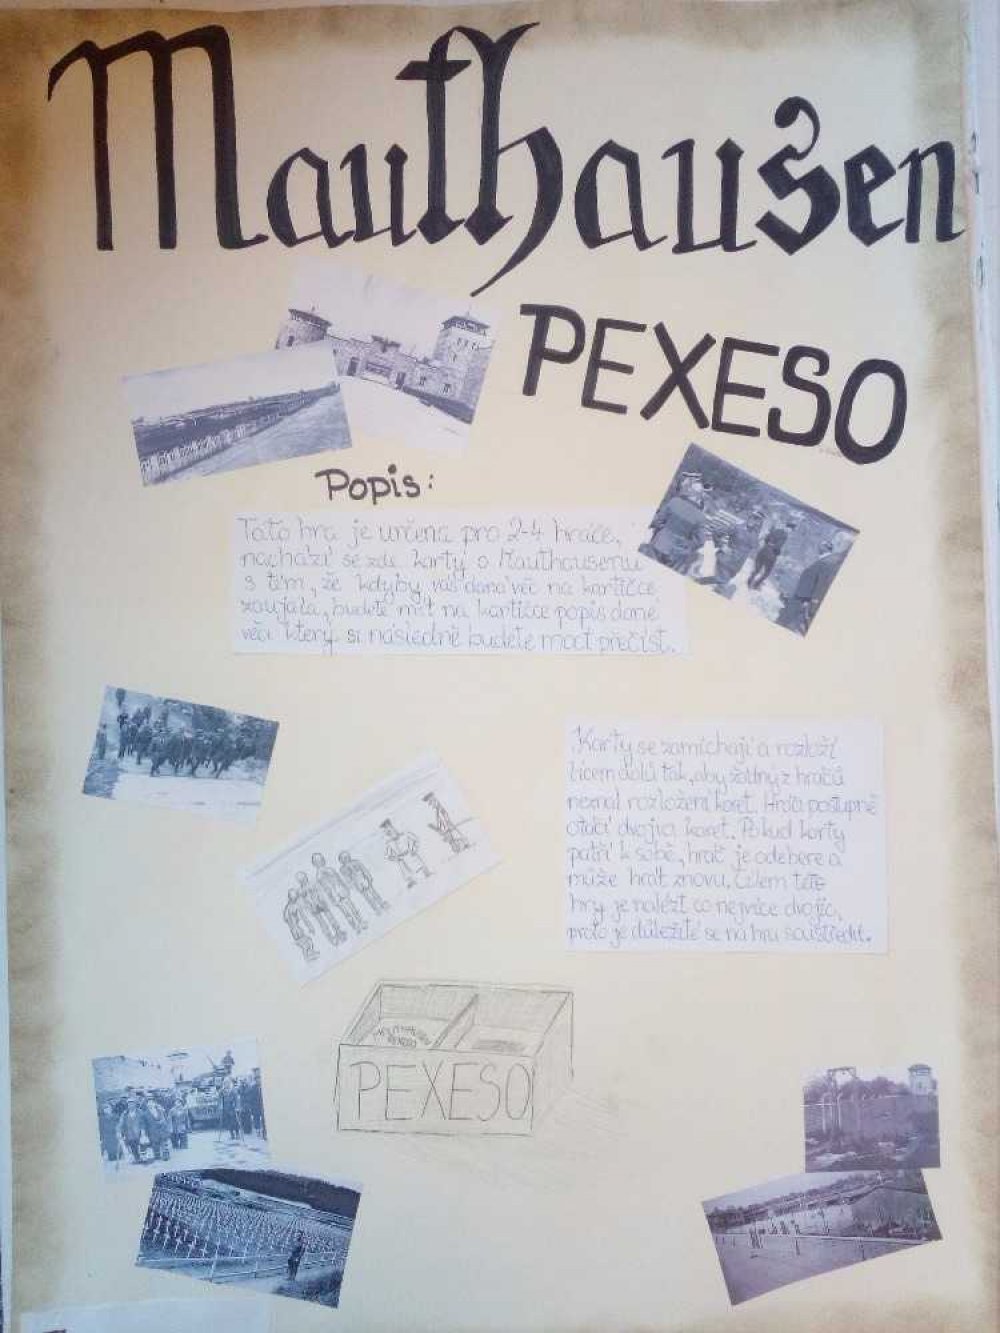 Mauthausen
PEXESO
Popis:
Tato hra je určena pro 2-4 hráče,
nachází se zde karty o Mauthausenu
s tím, že kdyby vás daná věc na kartičce
zaujala, budete mít na kartičce popis dané
věci který si následně budete moct přečíst.
Karty se zamíchají a rozloží
lícem dolů tak, aby žádný z hráčů
neznal rozložení karet. Hráči postupně
otáčí dvojia karet. Pokud karty
patří k sobě, hráč je odebere a
může hrát znovu. Cílem této
hry je nalézt co nejvíce dvojic,
proto je důležité se na hru soustředit.
MAUTHAUSEN
PEXESO
PEXESO